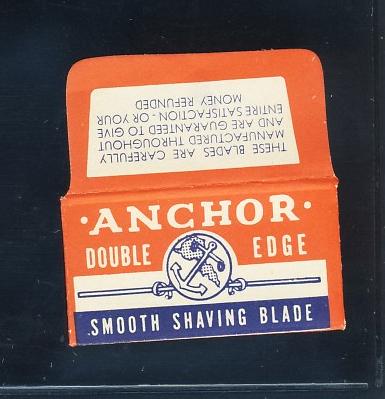 THESE BLADES ARE CAREFULLY
MANUFACTURED THROUGHOUT
AND ARE GUARANTEED TO GIVE
ENTIRE SATISFACTION - OR YOUR
MONEY REFUNDED
· ANCHOR ·
DOUBLE EDGE
SMOOTH SHAVING BLADE